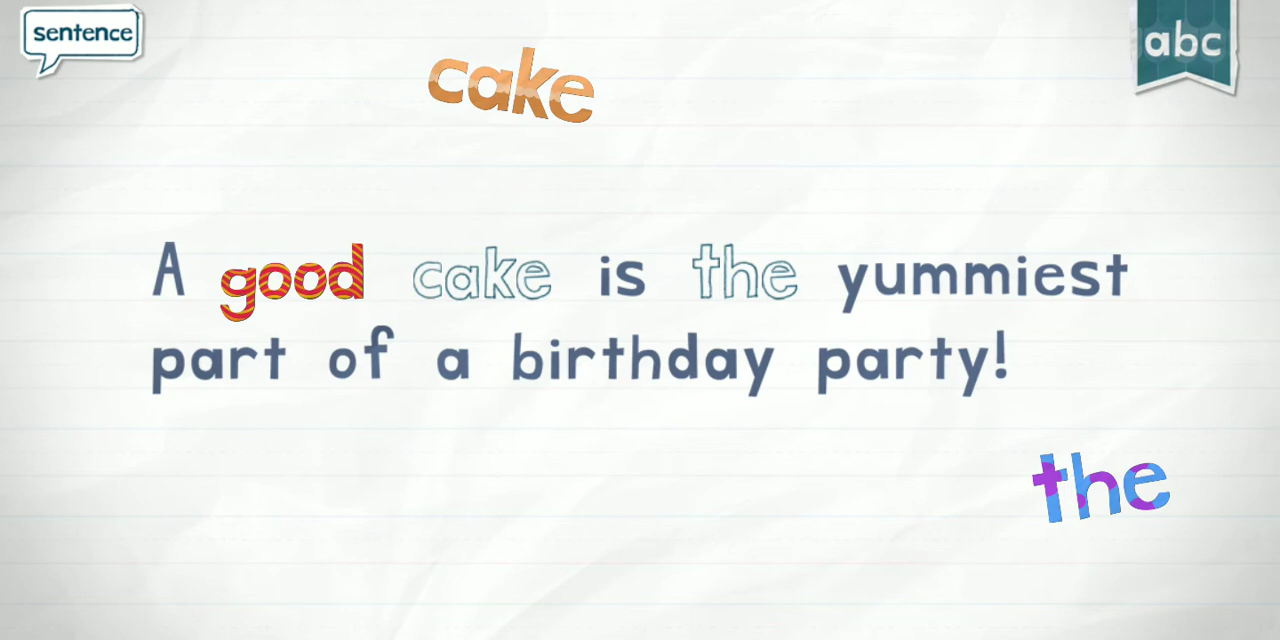 sentence
abc
cake
A good cake is the yummiest
part of a birthday party!
the